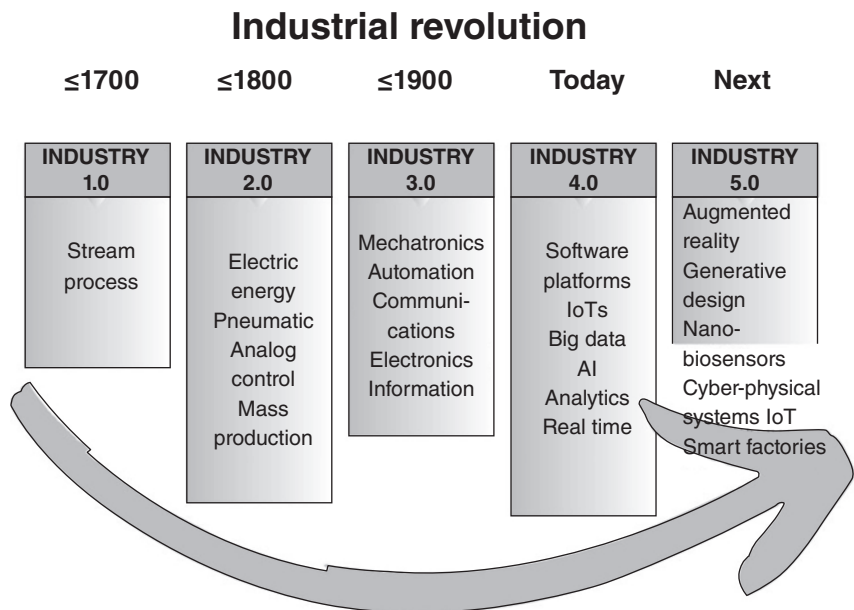 Industrial revolution
≤1700
≤1800
≤1900
Today
Next
INDUSTRY
1.0
Stream
process
INDUSTRY
2.0
Electric
energy
Pneumatic
Analog
control
Mass
production
INDUSTRY
3.0
Mechatronics
Automation
Communi-
cations
Electronics
Information
INDUSTRY
4.0
Software
platforms
IoTs
Big data
AI
Analytics
Real time
INDUSTRY
5.0
Augmented
reality
Generative
design
Nano-
biosensors
Cyber-physical
systems IoT
Smart factories